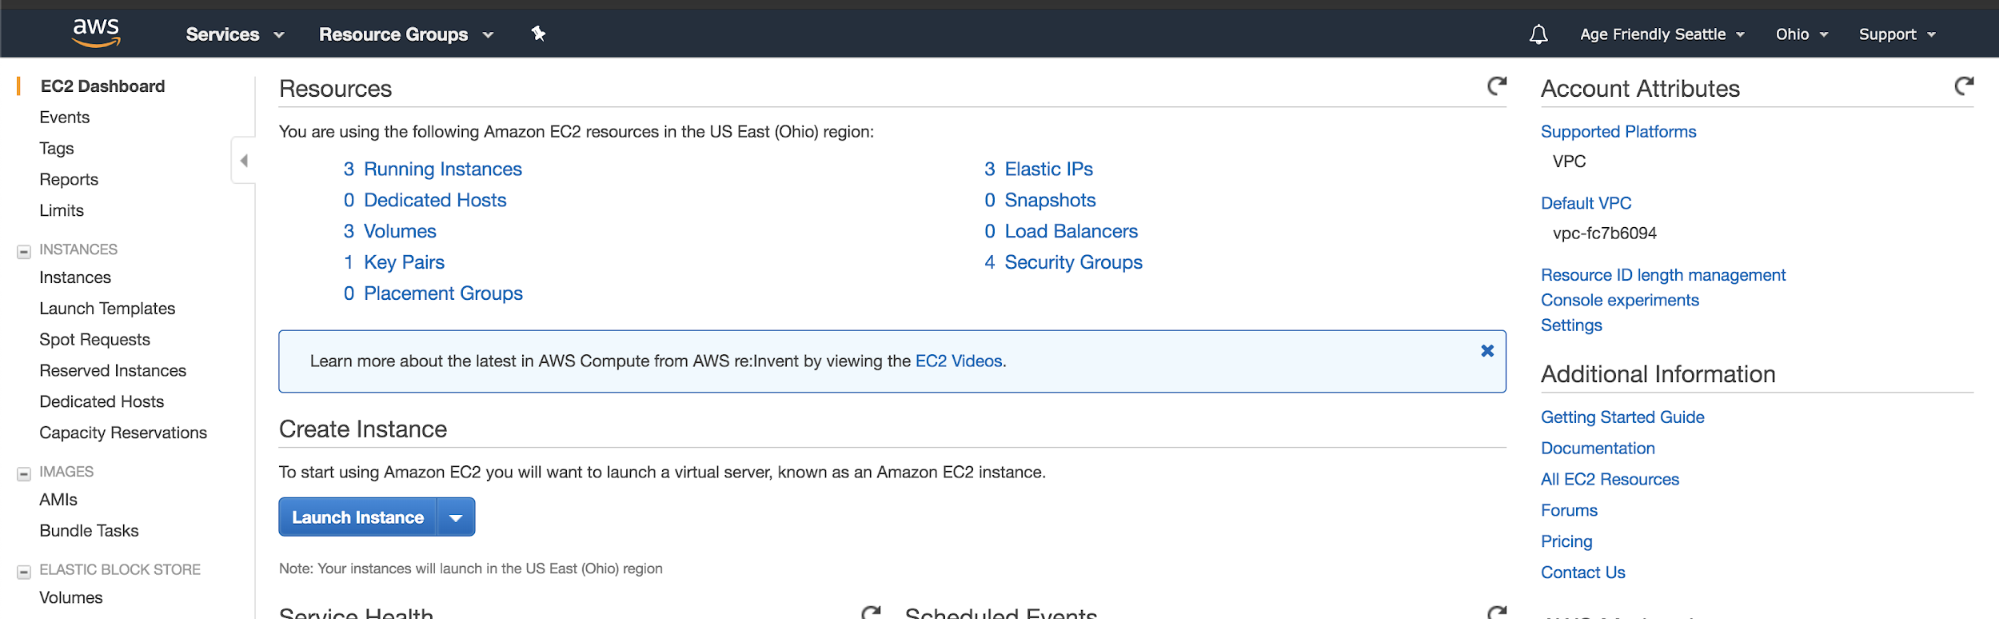 aws Services Resource Groups Age Friendly Seattle Ohio Support
EC2 Dashboard
Events
Tags
Reports
Limits
INSTANCES
Instances
Launch Templates
Spot Requests
Reserved Instances
Dedicated Hosts
Capacity Reservations
IMAGES
AMIs
Bundle Tasks
ELASTIC BLOCK STORE
Volumes
Resources
You are using the following Amazon EC2 resources in the US East (Ohio) region:
3 Running Instances
0 Dedicated Hosts
3 Volumes
1 Key Pairs
0 Placement Groups
3 Elastic IPs
0 Snapshots
0 Load Balancers
4 Security Groups
Learn more about the latest in AWS Compute from AWS re:Invent by viewing the EC2 Videos.
Create Instance
To start using Amazon EC2 you will want to launch a virtual server, known as an Amazon EC2 instance.
Launch Instance
Note: Your instances will launch in the US East (Ohio) region
Service Health
Scheduled Events
Account Attributes
Supported Platforms
VPC
Default VPC
vpc-fc7b6094
Resource ID length management
Console experiments
Settings
Additional Information
Getting Started Guide
Documentation
All EC2 Resources
Forums
Pricing
Contact Us